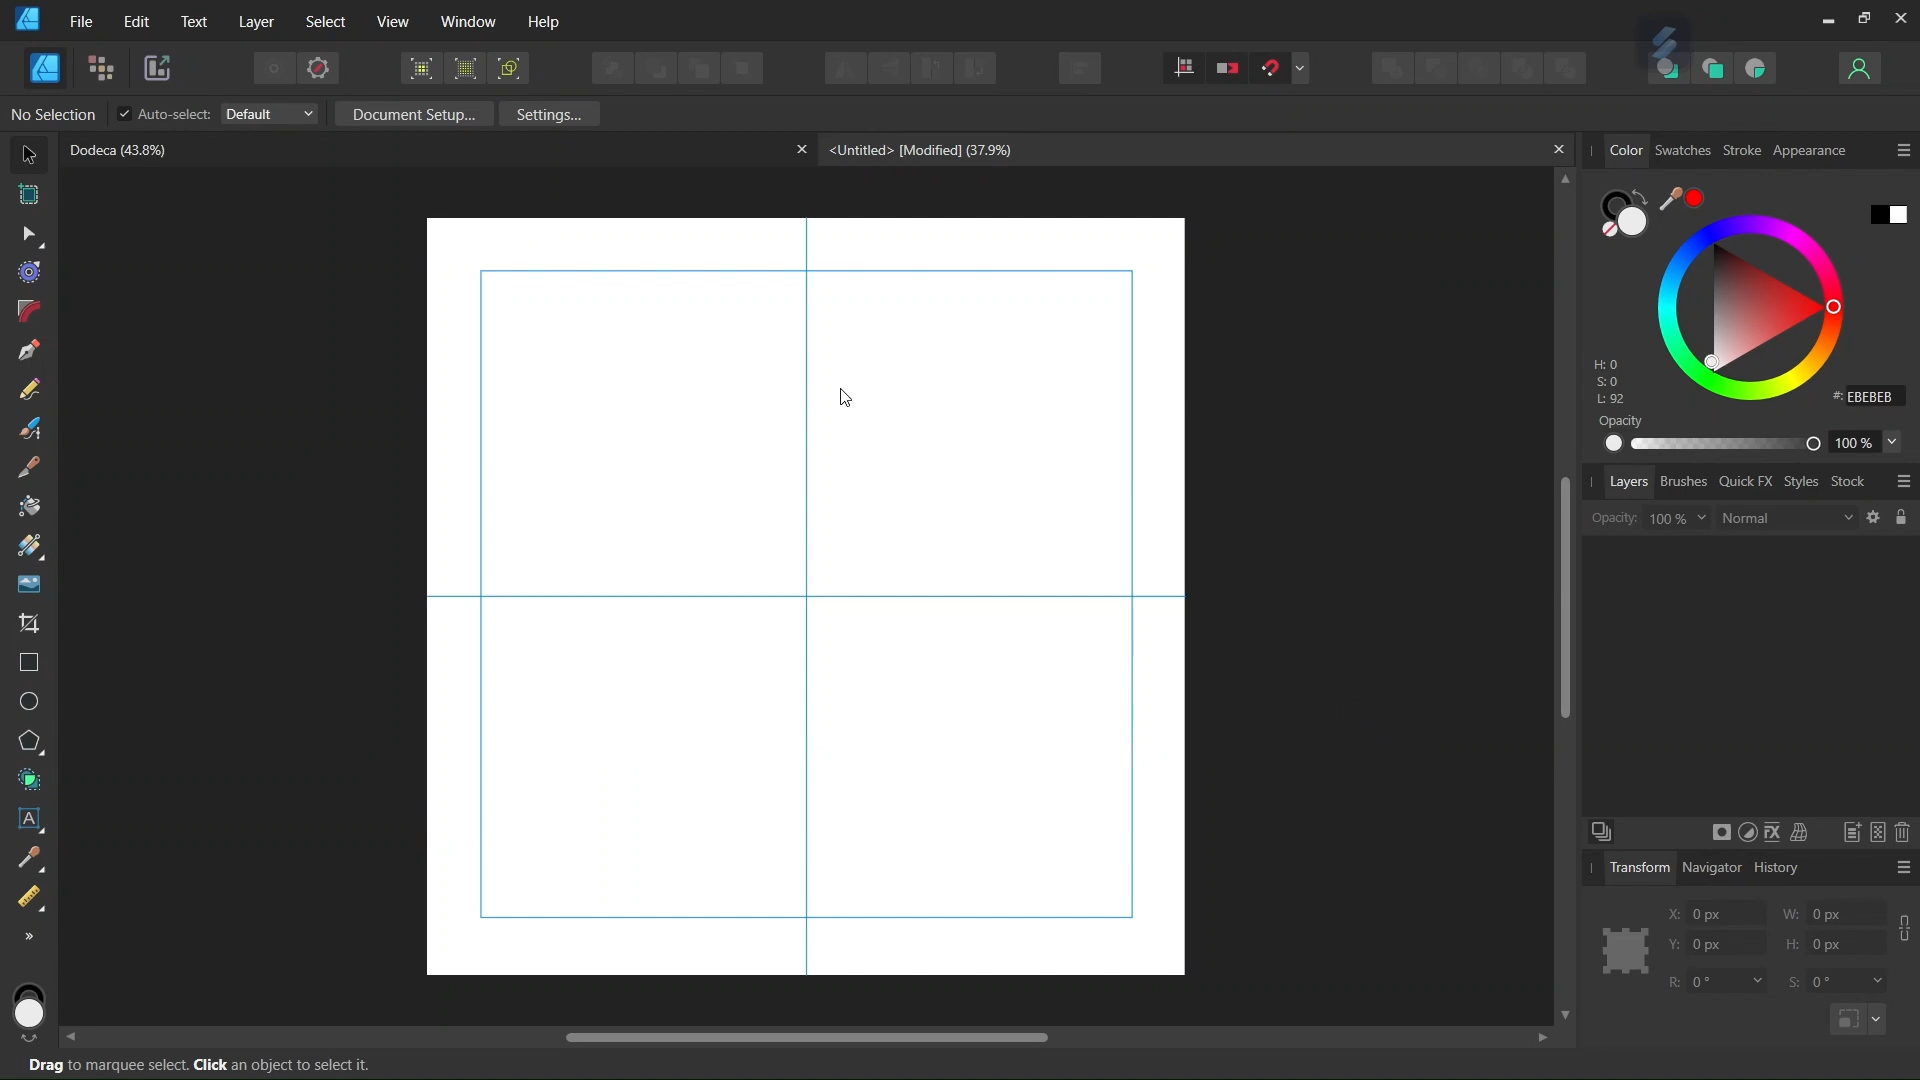 File Edit Text Layer Select View Window Help
No Selection Auto-select: Default Document Setup... Settings...
Dodeca (43.8%) <Untitled> [Modified] (37.9%)
Color Swatches Stroke Appearance
H: 0
S: 0
L: 92
#: EBEBEB
Opacity
100 %
Layers Brushes Quick FX Styles Stock
Opacity: 100 % Normal
A
FX
Transform Navigator History
X: 0 px W: 0 px
Y: 0 px H: 0 px
R: 0 ° S: 0 °
Drag to marquee select. Click an object to select it.